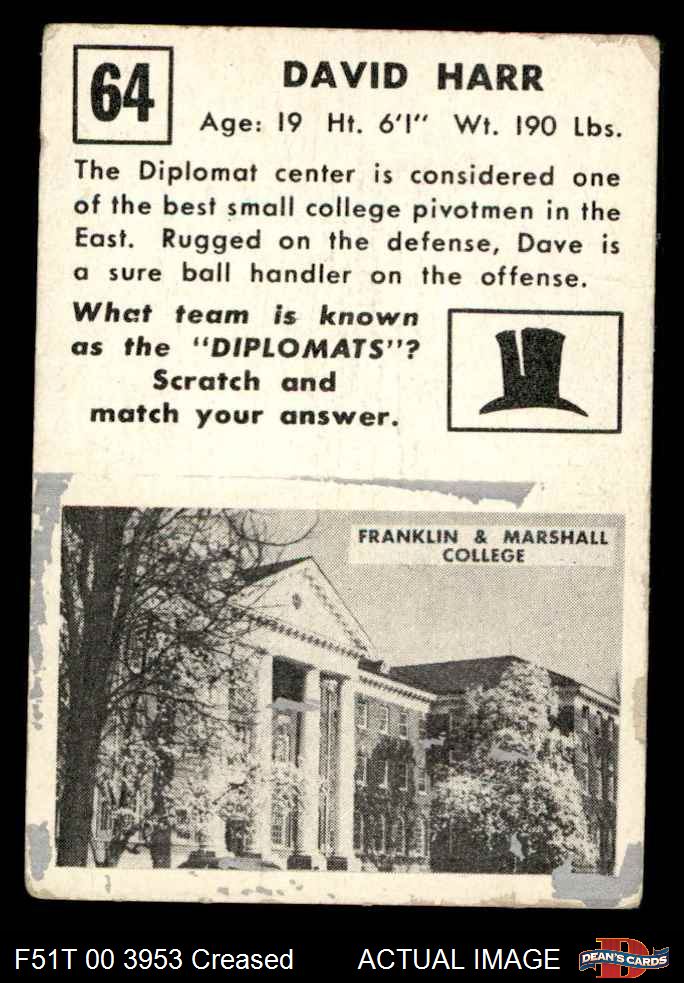 64
DAVID HARR
Age: 19 Ht. 6'1" Wt. 190 Lbs.
The Diplomat center is considered one
of the best small college pivotmen in the
East. Rugged on the defense, Dave is
a sure ball handler on the offense.
What team is known
as the "DIPLOMATS"?
Scratch and
match your answer.
FRANKLIN & MARSHALL
COLLEGE
F51T 00 3953 Creased ACTUAL IMAGE
D
DEAN'S CARDS